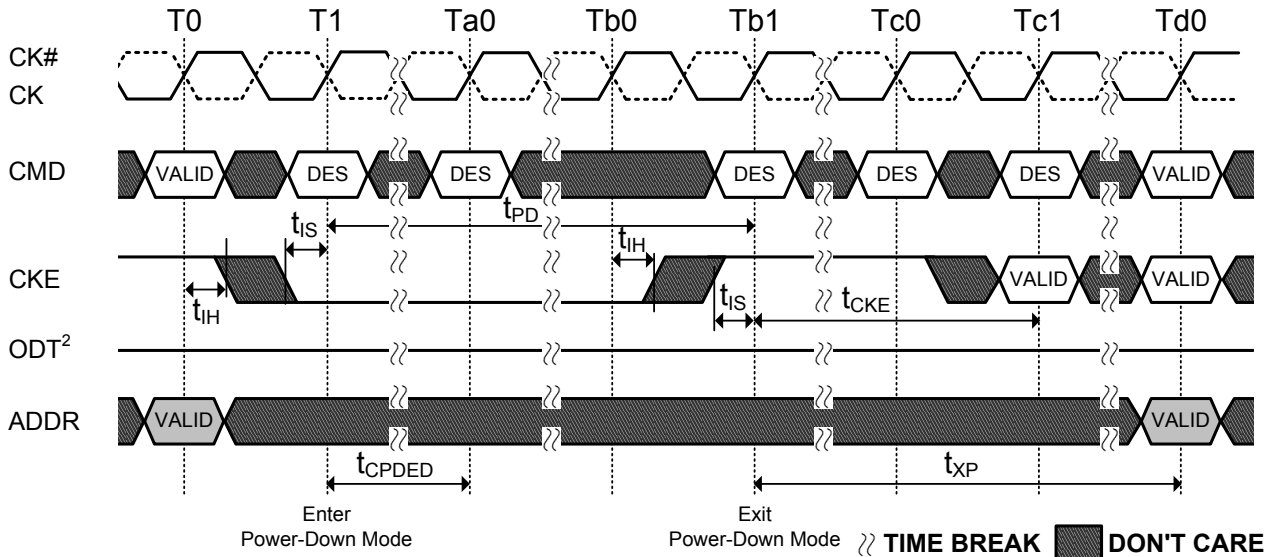 T0 T1 Ta0 Tb0 Tb1 Tc0 Tc1 Td0
CK#
CK
CMD VALID DES DES DES DES DES VALID
tPD
tIS tIH
CKE VALID VALID
tIH tIS tCKE
ODT²
ADDR VALID VALID
tCPDED tXP
Enter Power-Down Mode
Exit Power-Down Mode
TIME BREAK DON'T CARE